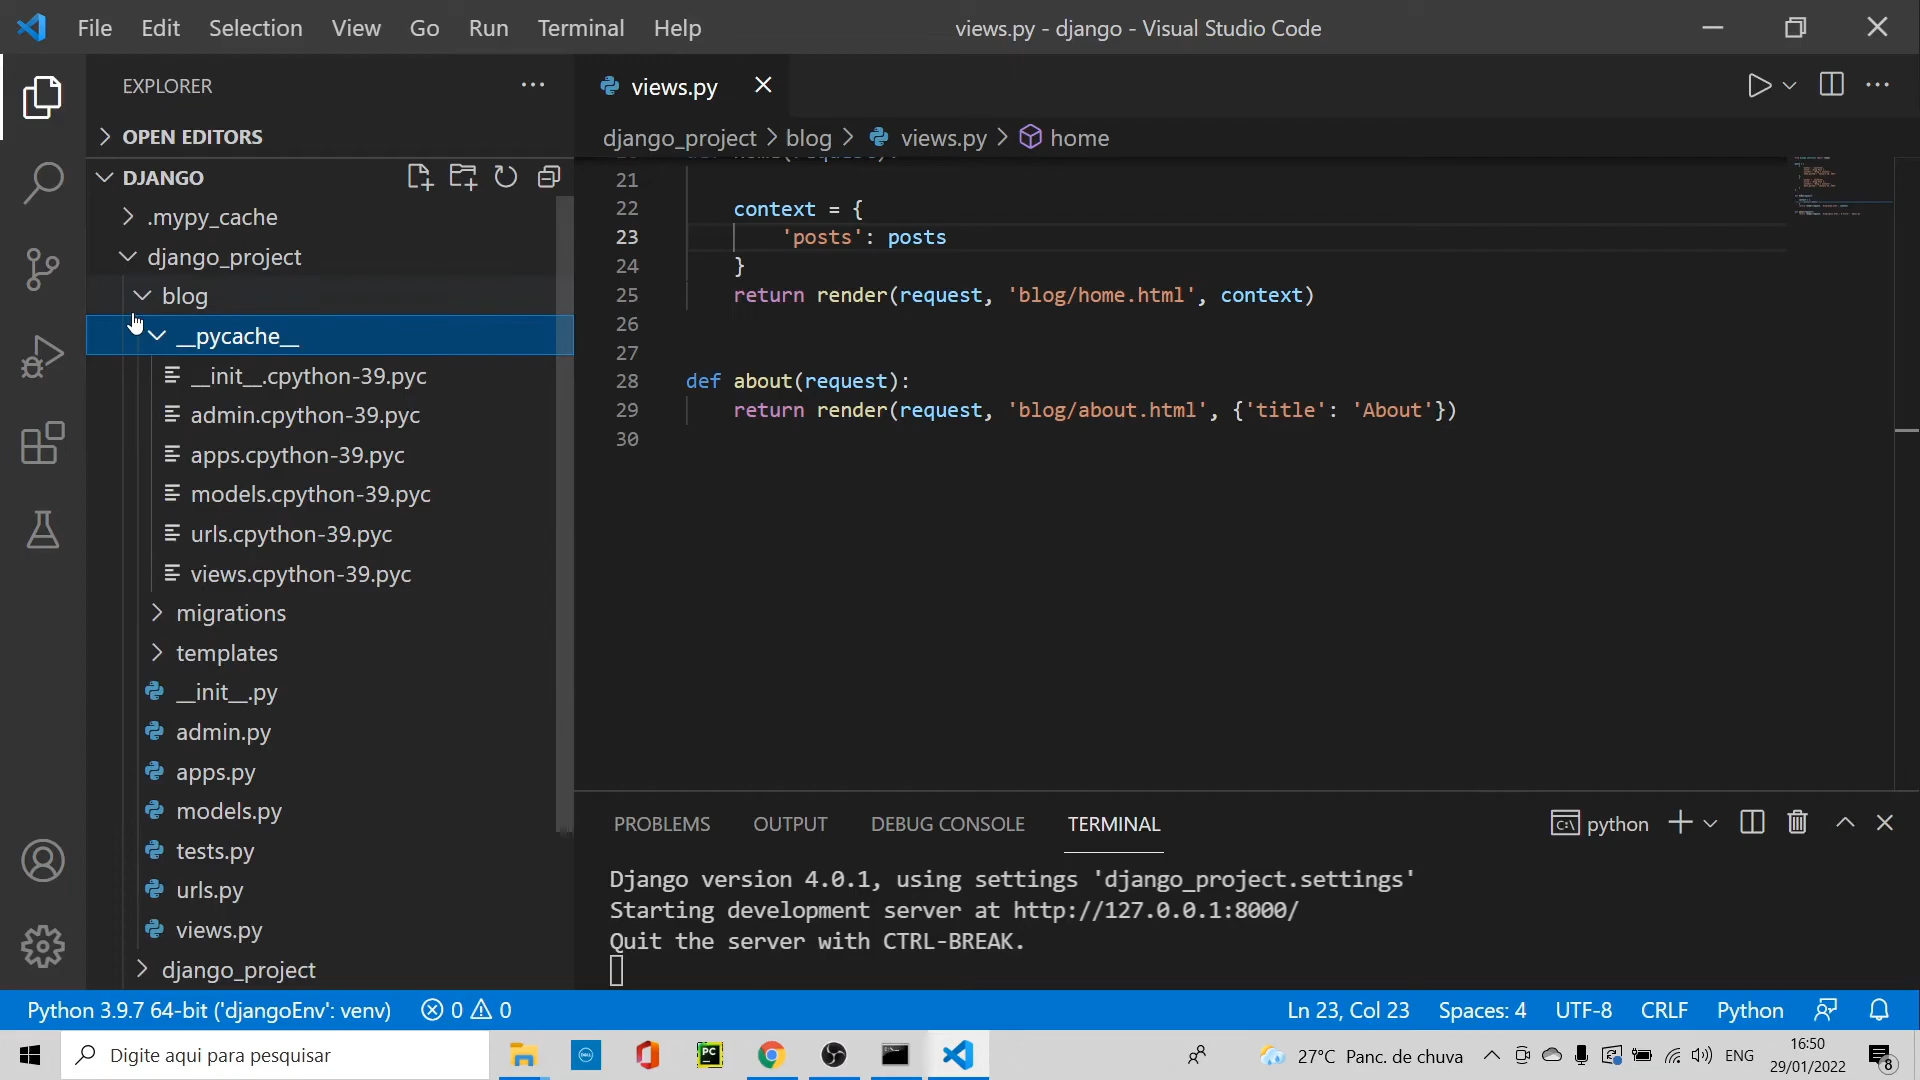 File Edit Selection View Go Run Terminal Help
views.py - django - Visual Studio Code
EXPLORER
OPEN EDITORS
DJANGO
.mypy_cache
django_project
blog
__pycache__
__init__.cpython-39.pyc
admin.cpython-39.pyc
apps.cpython-39.pyc
models.cpython-39.pyc
urls.cpython-39.pyc
views.cpython-39.pyc
migrations
templates
__init__.py
admin.py
apps.py
models.py
tests.py
urls.py
views.py
django_project
views.py
django_project > blog > views.py > home
21
22 context = {
23 'posts': posts
24 }
25 return render(request, 'blog/home.html', context)
26
27
28 def about(request):
29 return render(request, 'blog/about.html', {'title': 'About'})
30
PROBLEMS OUTPUT DEBUG CONSOLE TERMINAL
python
Django version 4.0.1, using settings 'django_project.settings'
Starting development server at http://127.0.0.1:8000/
Quit the server with CTRL-BREAK.
Python 3.9.7 64-bit ('djangoEnv': venv) 0 0
Ln 23, Col 23 Spaces: 4 UTF-8 CRLF Python
Digite aqui para pesquisar
PC
27°C Panc. de chuva
ENG
16:50
29/01/2022
8